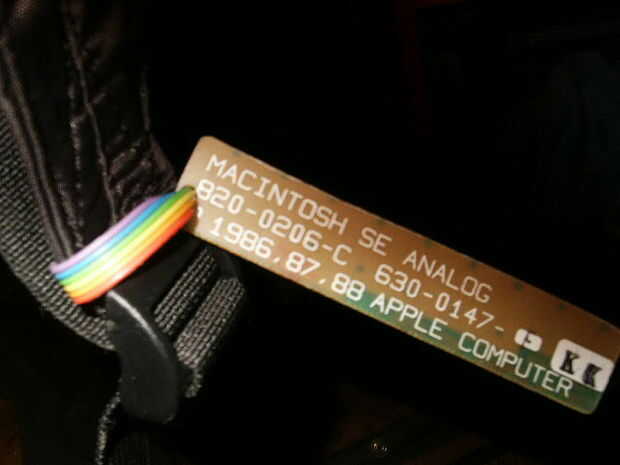 MACINTOSH SE ANALOG
820-0206-C 630-0147-
1986,87,88 APPLE COMPUTER
E KK